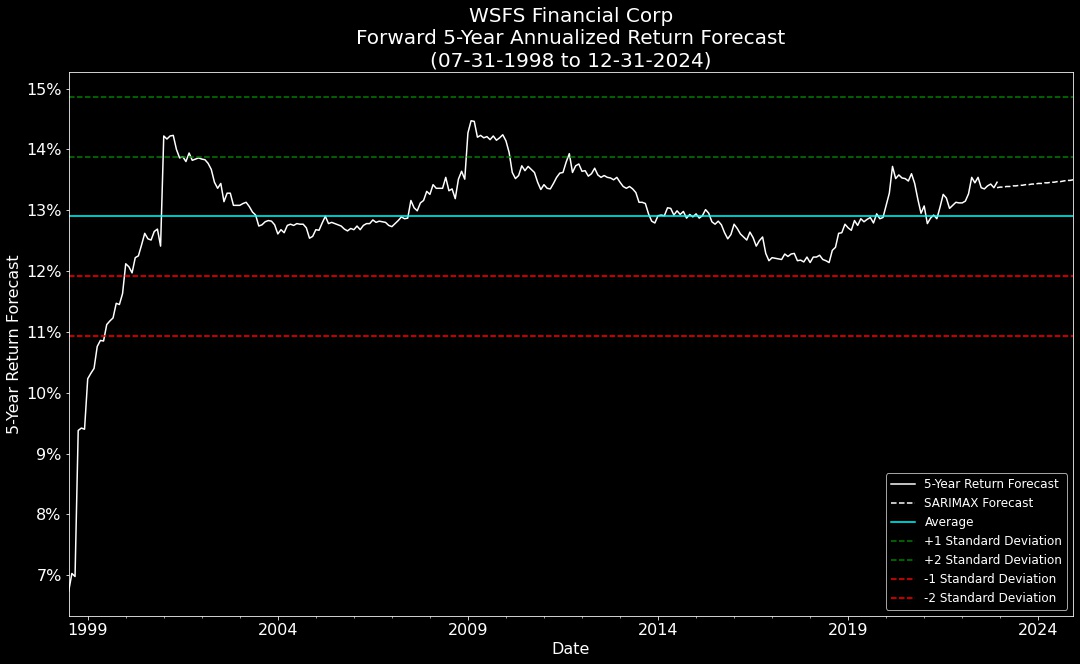 WSFS Financial Corp
Forward 5-Year Annualized Return Forecast
(07-31-1998 to 12-31-2024)
15%
14%
13%
12%
11%
10%
9%
8%
7%
5-Year Return Forecast
1999
2004
2009
2014
2019
2024
Date
5-Year Return Forecast
SARIMAX Forecast
Average
+1 Standard Deviation
+2 Standard Deviation
-1 Standard Deviation
-2 Standard Deviation